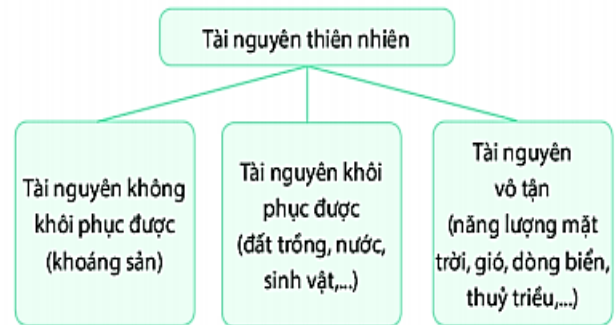 Tài nguyên thiên nhiên
Tài nguyên không
khôi phục được
(khoáng sản)
Tài nguyên khôi
phục được
(đất trồng, nước,
sinh vật,...)
Tài nguyên
vô tận
(năng lượng mặt
trời, gió, dòng biển,
thuỷ triều,...)